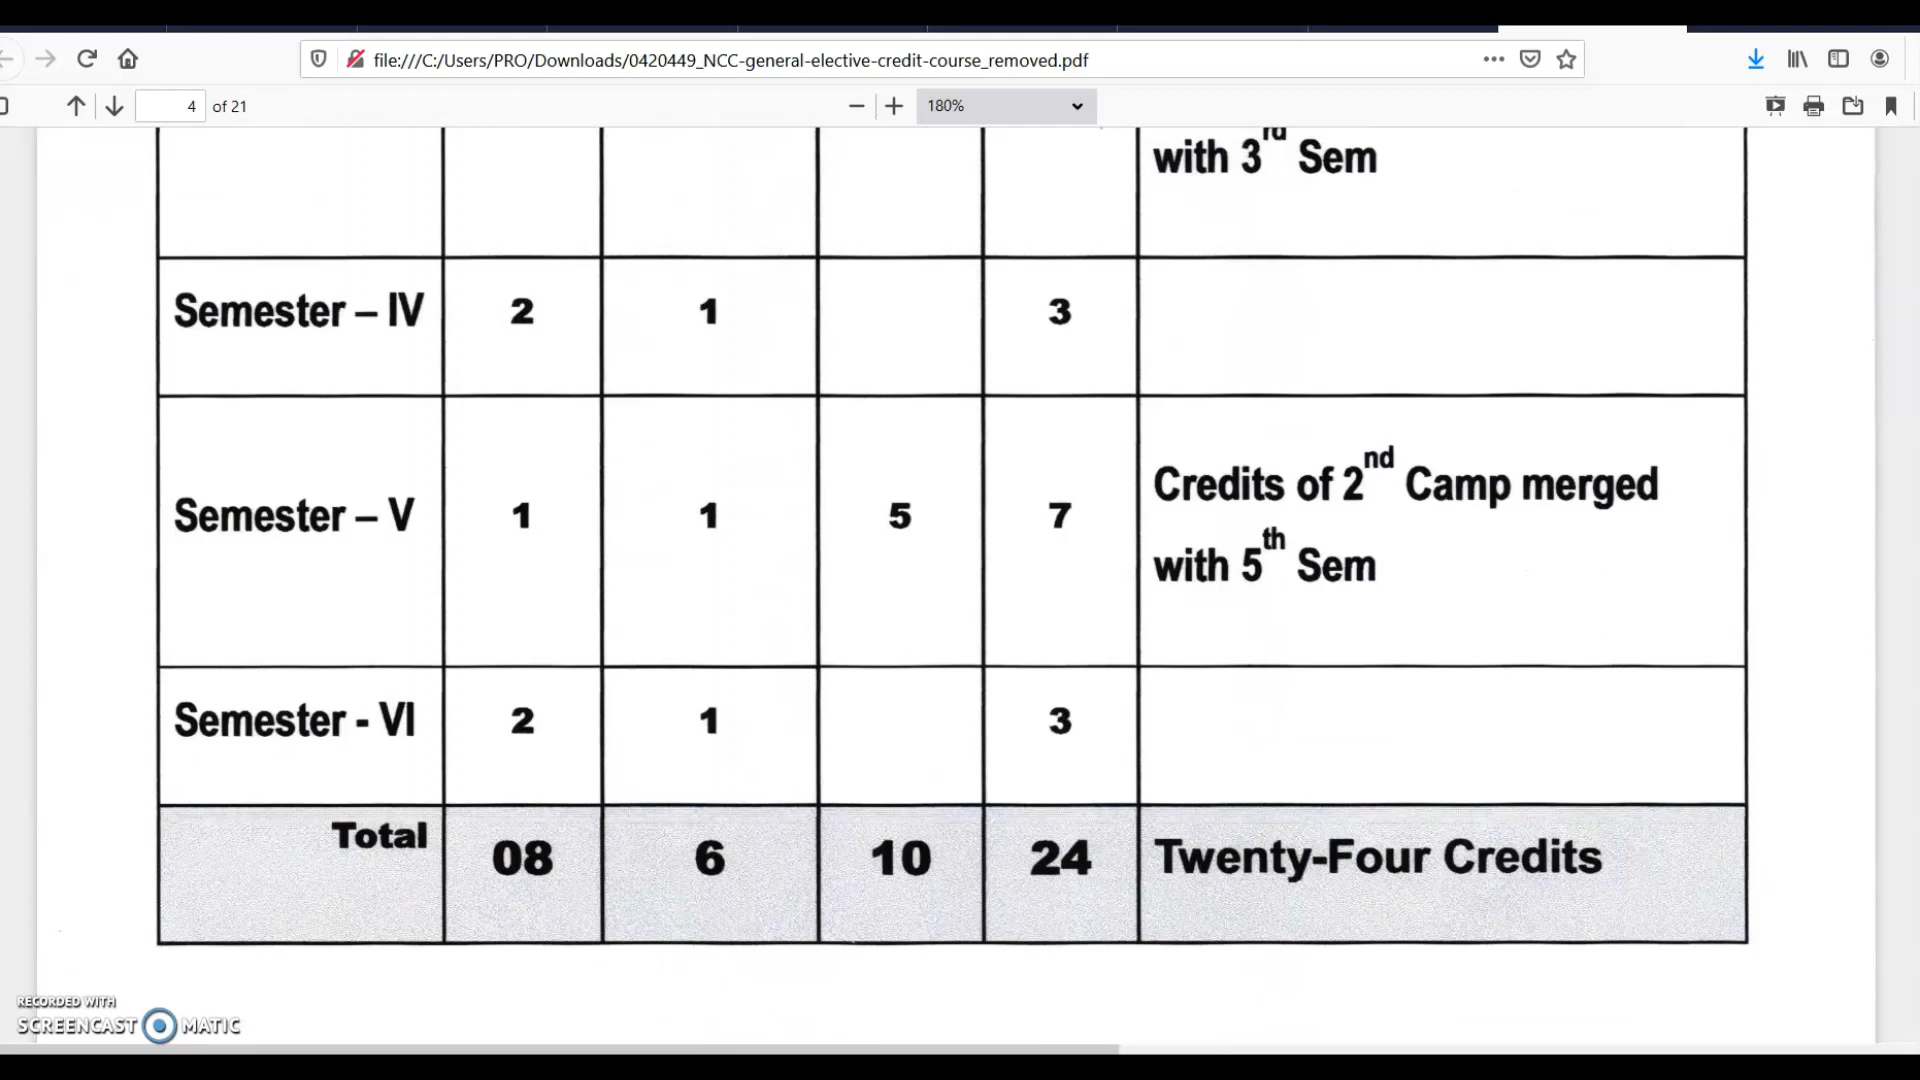 file:///C:/Users/PRO/Downloads/0420449_NCC-general-elective-credit-course_removed.pdf
4 of 21
180%
with 3rd Sem
Semester – IV 2 1 3
Credits of 2nd Camp merged
Semester – V 1 1 5 7
with 5th Sem
Semester - VI 2 1 3
Total
08 6 10 24 Twenty-Four Credits
RECORDED WITH
SCREENCAST MATIC